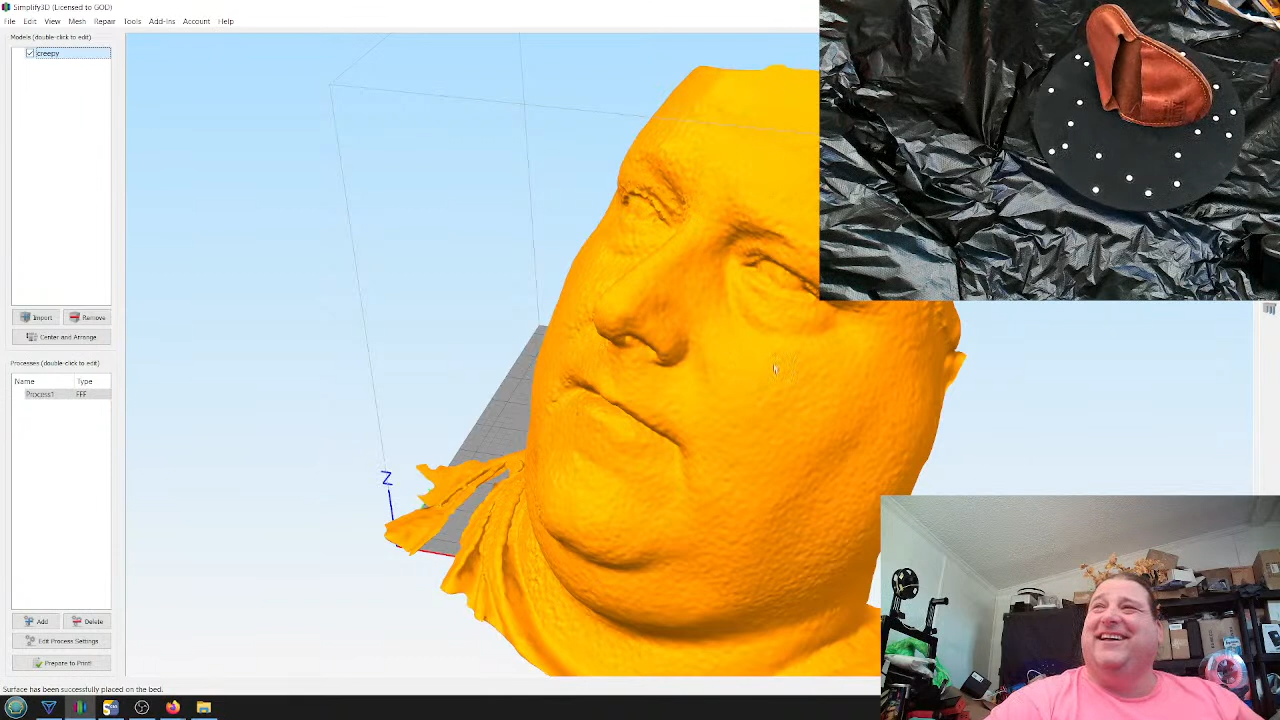 Simplify3D (Licensed to GOD)
File Edit View Mesh Repair Tools Add-Ins Account Help
Models (double-click to edit)
creepy
Import Remove
Center and Arrange
Processes (double-click to edit)
Name Type
Process1 FFF
Z
Add Delete
Edit Process Settings
Prepare to Print!
Surface has been successfully placed on the bed.